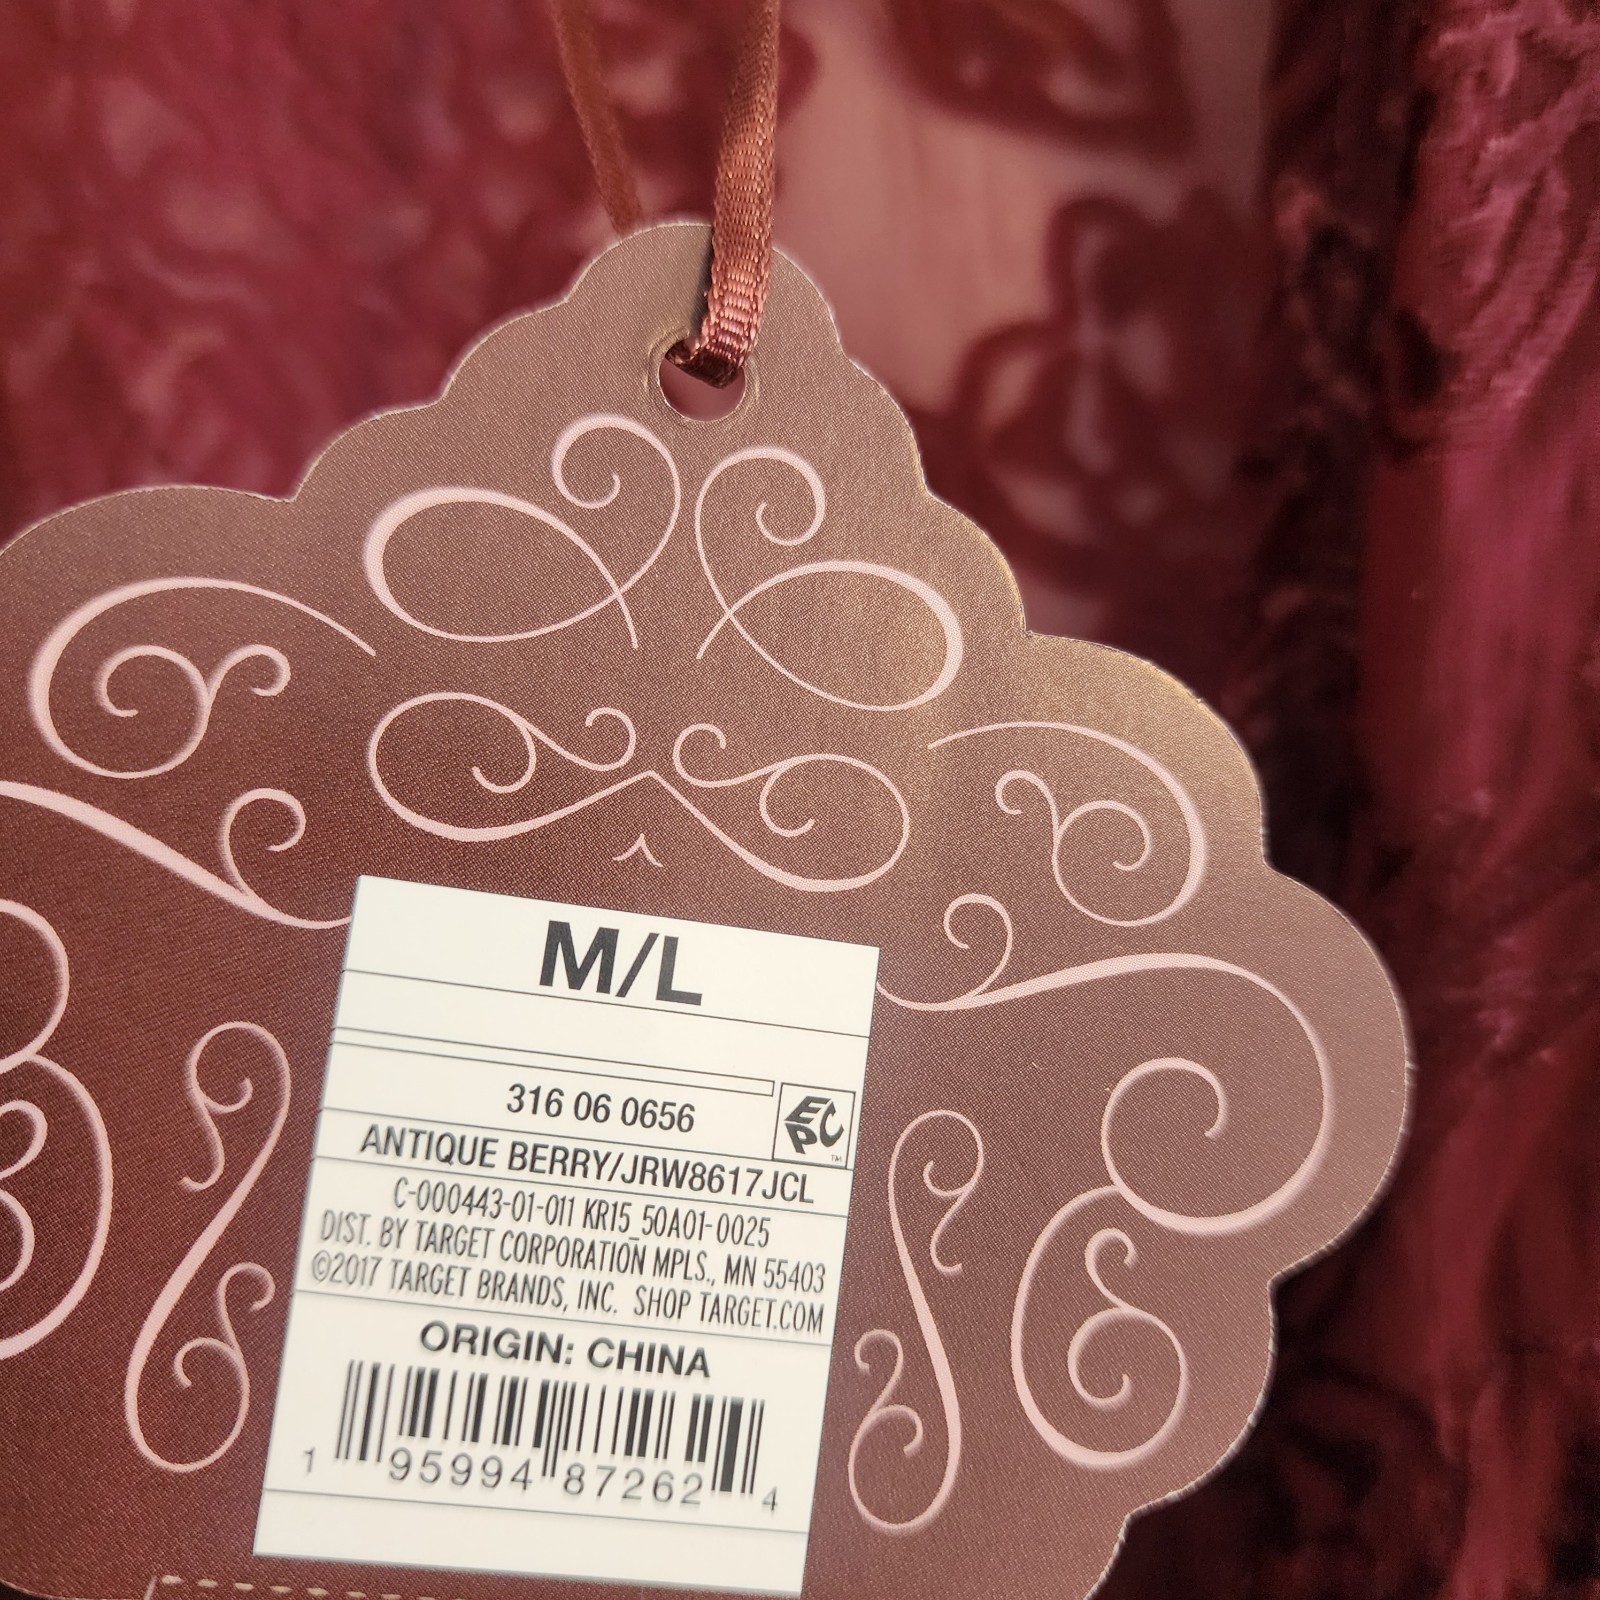 M/L
316 06 0656
EPC™
ANTIQUE BERRY/JRW8617JCL
C-000443-01-011 KR15_50A01-0025
DIST. BY TARGET CORPORATION MPLS., MN 55403
©2017 TARGET BRANDS, INC. SHOP TARGET.COM
ORIGIN: CHINA
1 95994 87262 4